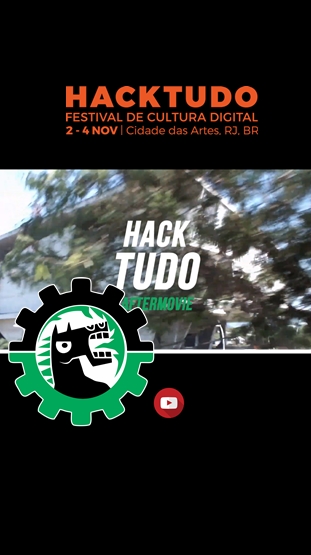 HACKTUDO
FESTIVAL DE CULTURA DIGITAL
2 - 4 NOV | Cidade das Artes, RJ, BR
HACK
TUDO
AFTERMOVIE